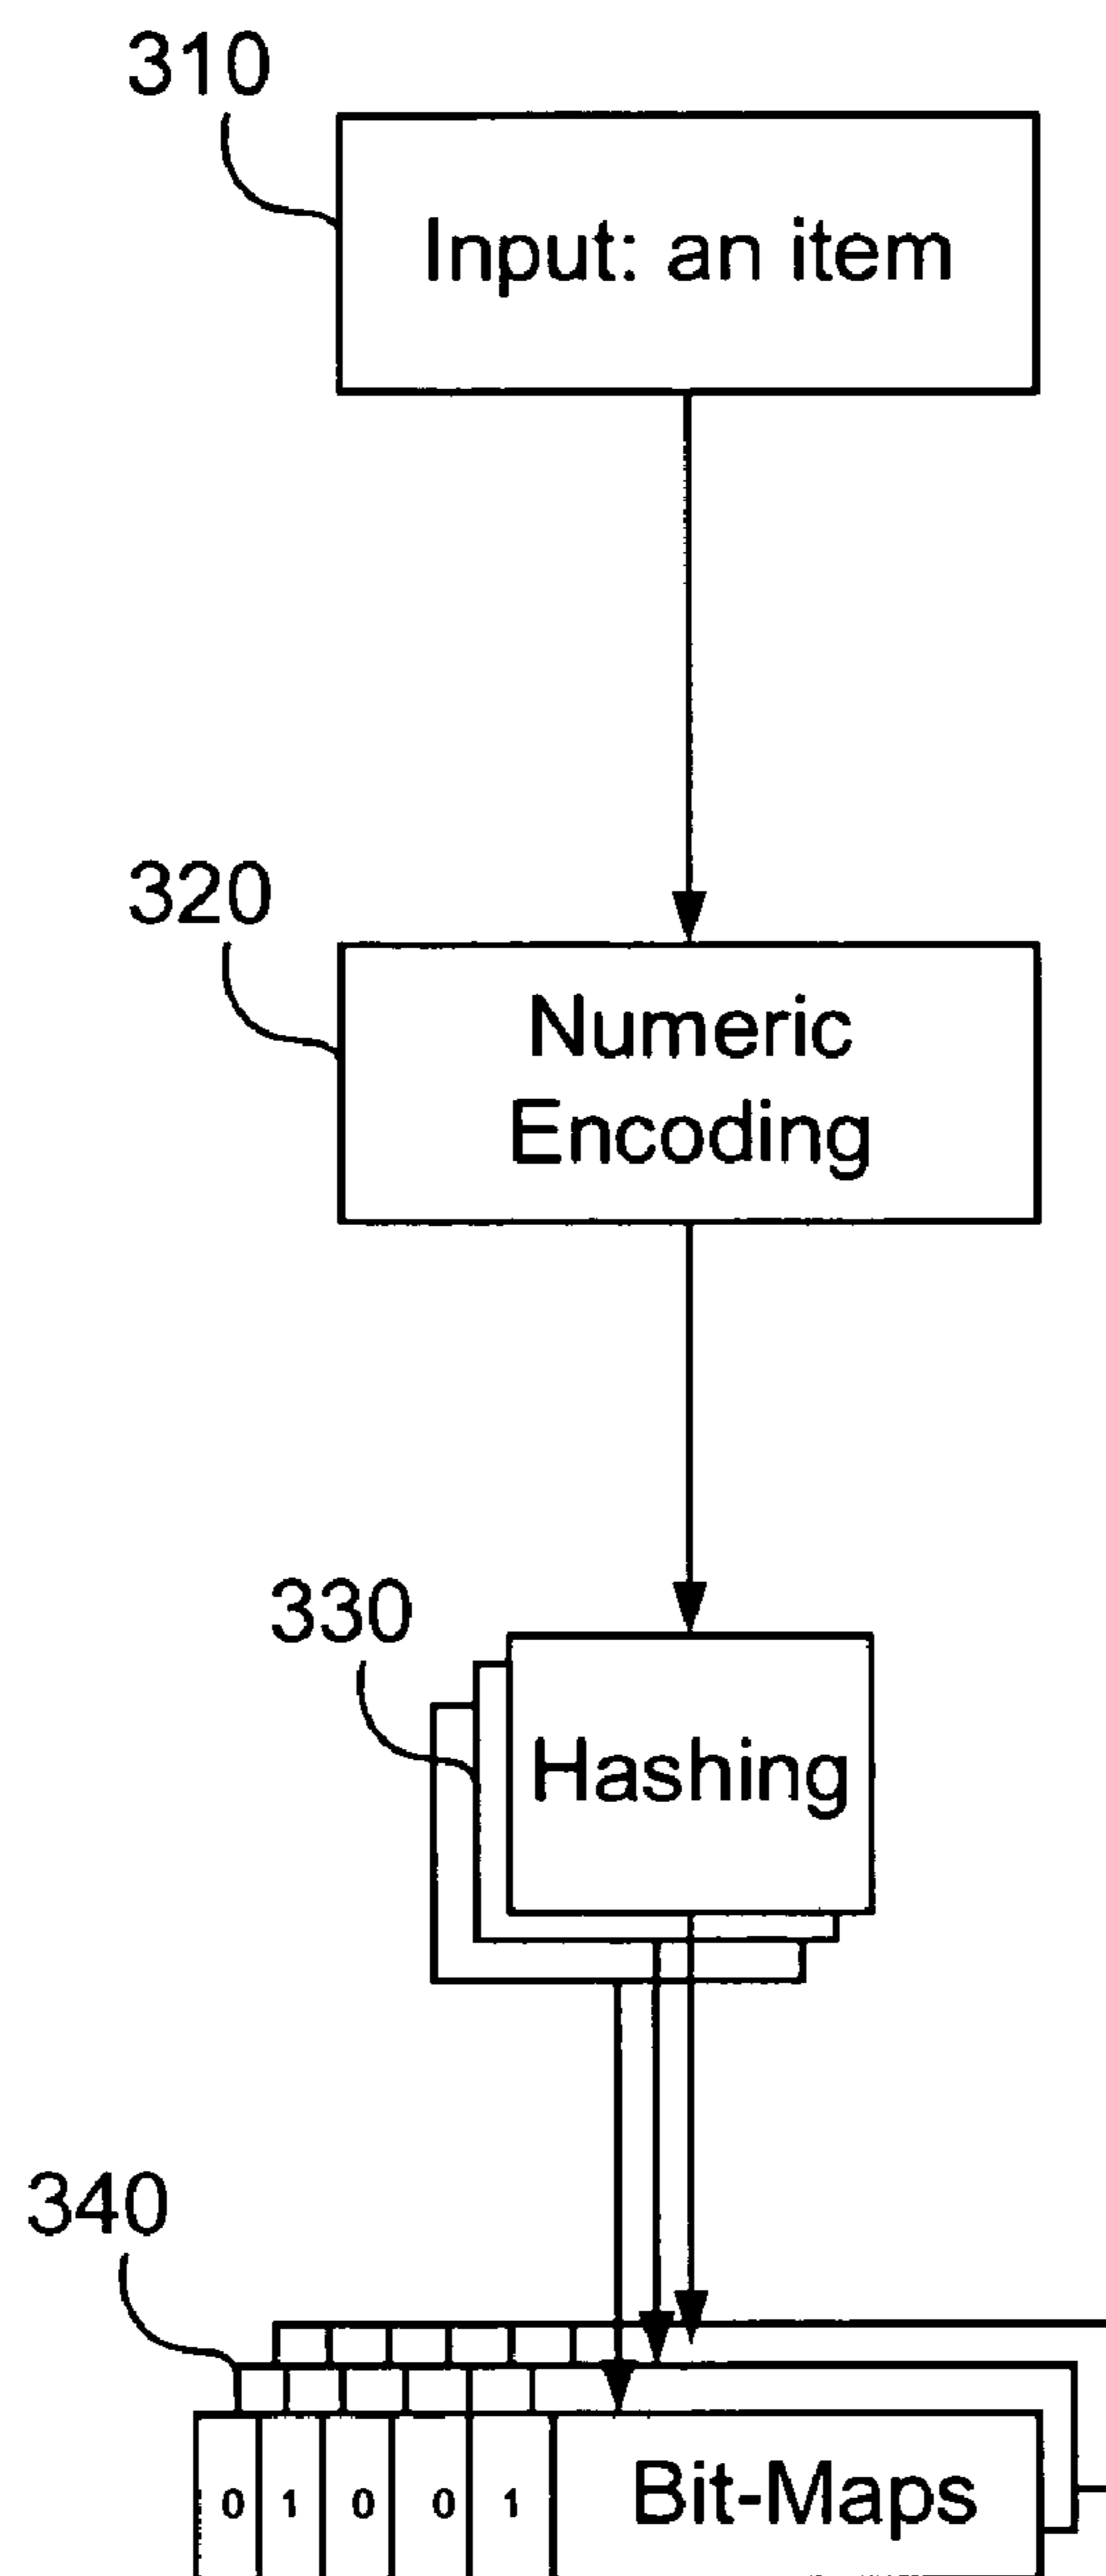 310
Input: an item
320
Numeric
Encoding
330
Hashing
340
0 1 0 0 1 Bit-Maps